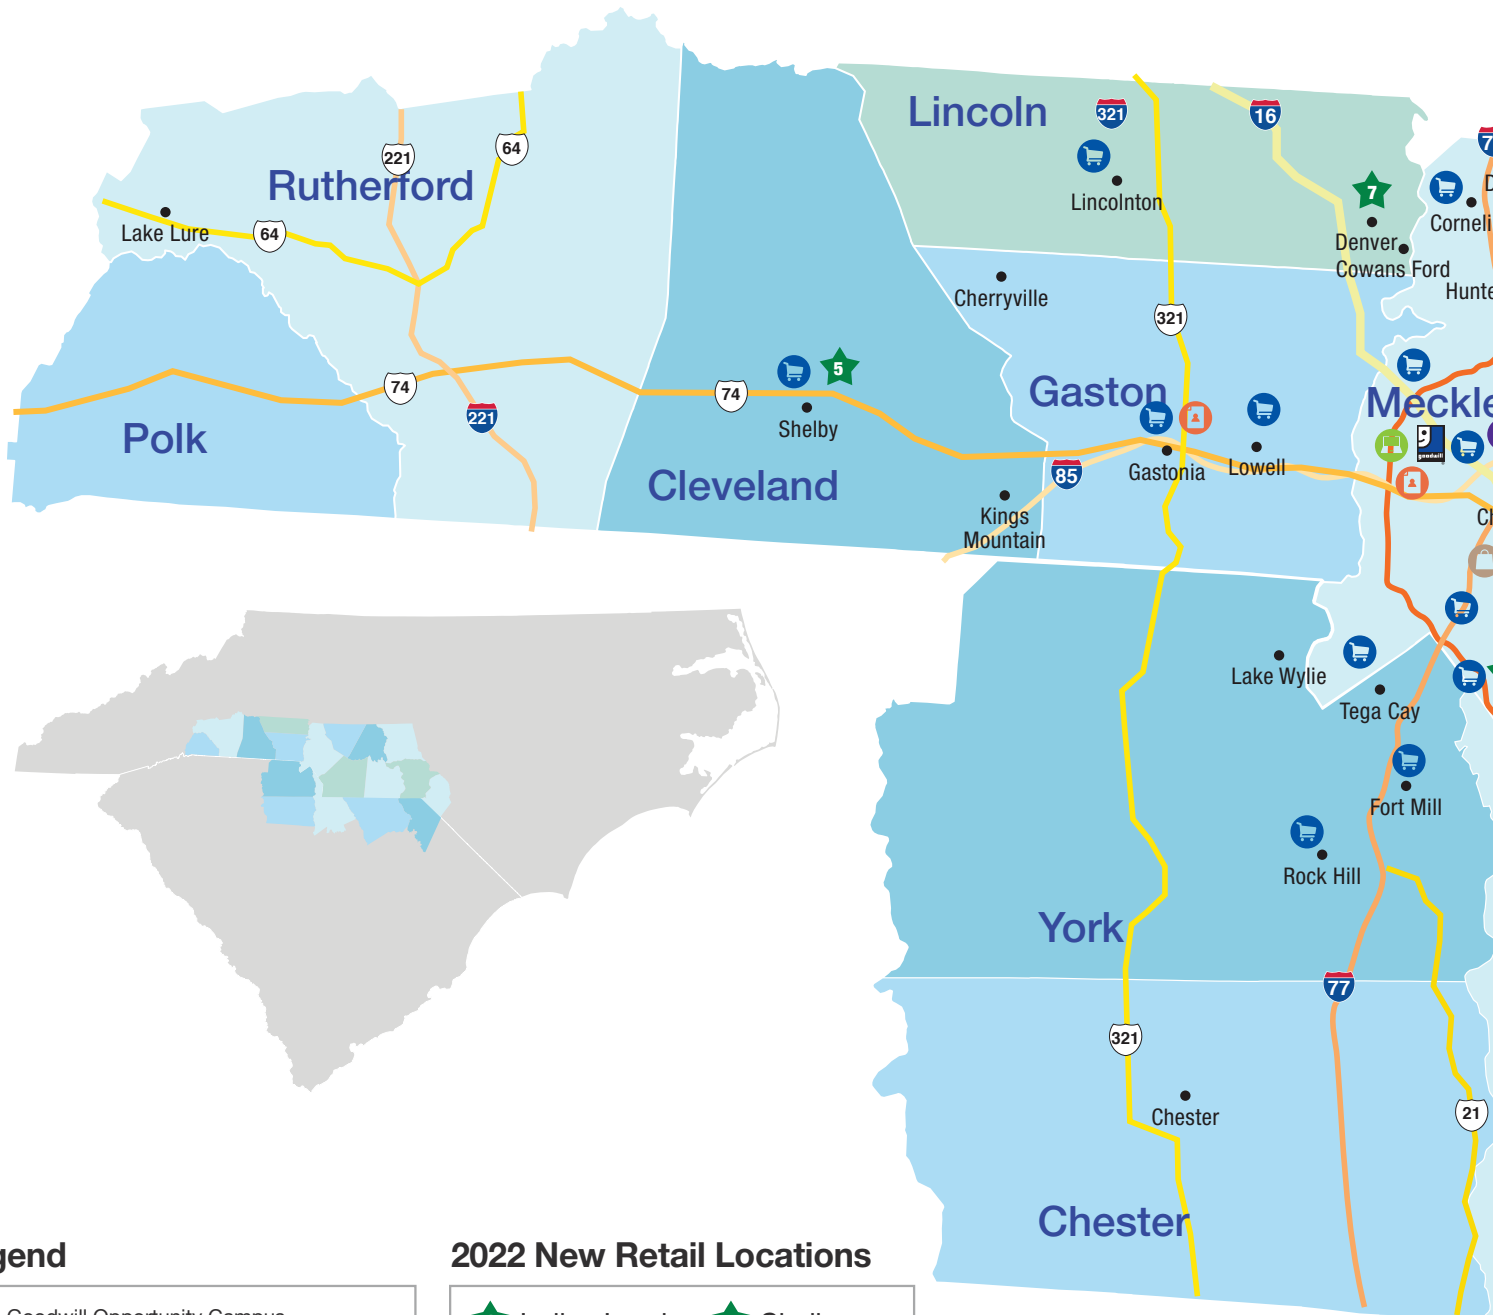 Lincoln
321
16
Lincolnton
7
Denver
Cowans Ford
221
64
Rutherford
Lake Lure
64
Cherryville
321
74
221
Polk
5
74
Shelby
Cleveland
Gaston
85
Gastonia
Lowell
Kings
Mountain
goodwill
Lake Wylie
Tega Cay
Fort Mill
Rock Hill
York
77
321
Chester
21
Chester
2022 New Retail Locations